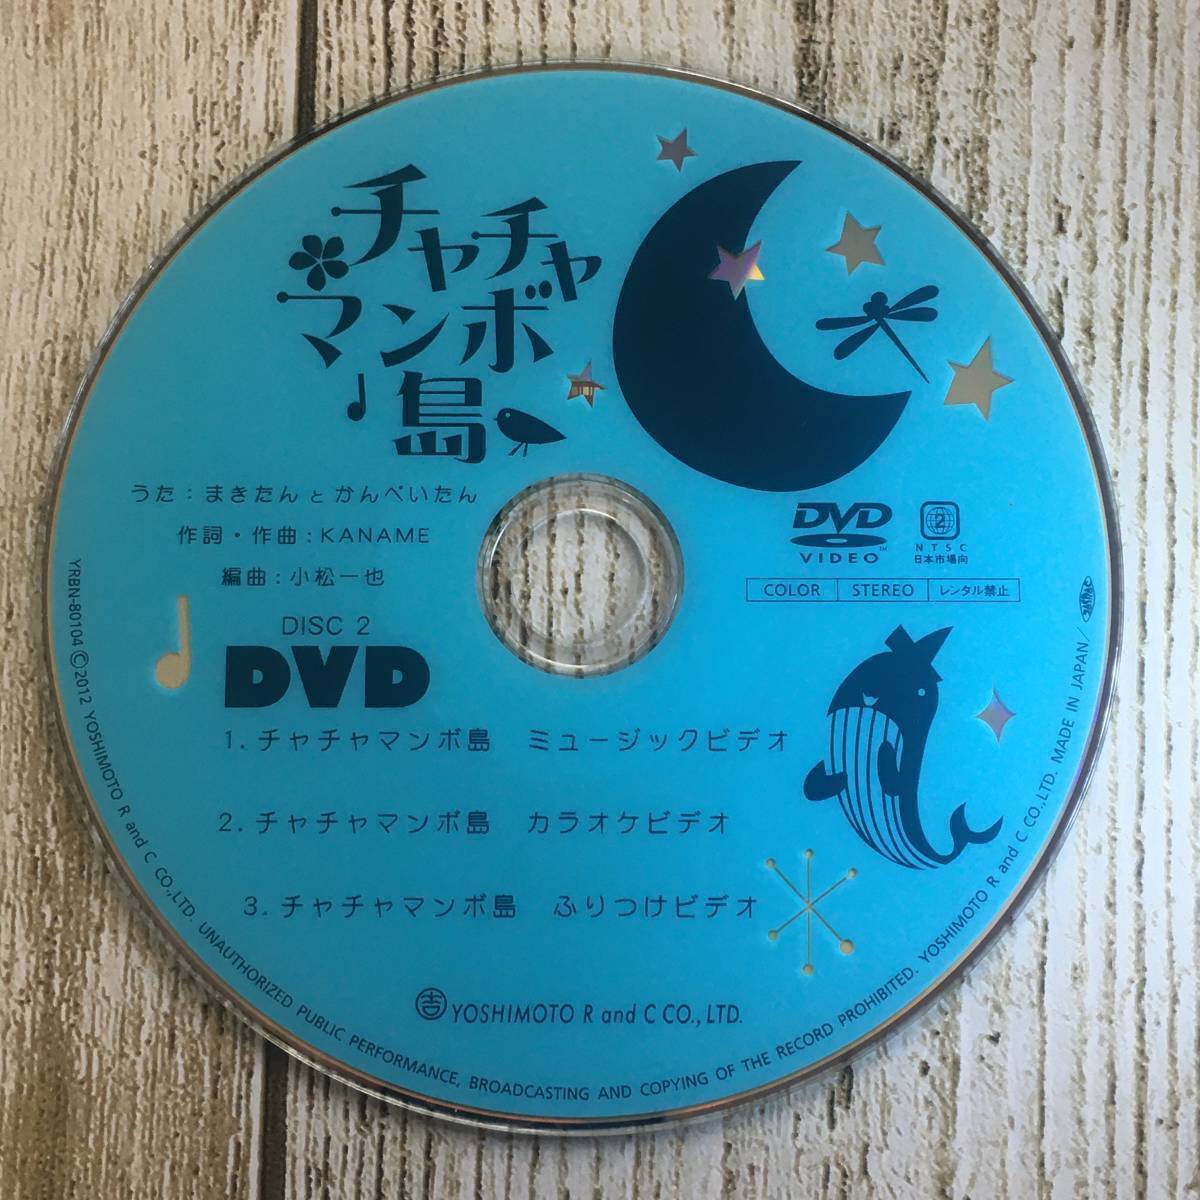 チャチャ
マンボ
島
うた：まきたんとかんぺいたん
作詞・作曲：KANAME
編曲：小松一也
DISC 2
DVD
1. チャチャマンボ島　ミュージックビデオ
2. チャチャマンボ島　カラオケビデオ
3. チャチャマンボ島　ふりつけビデオ
DVD
VIDEO™
2
NTSC
日本市場向
COLOR STEREO レンタル禁止
吉 YOSHIMOTO R and C CO., LTD.
YRBN-80104 ©2012 YOSHIMOTO R and C CO.,LTD. UNAUTHORIZED PUBLIC PERFORMANCE, BROADCASTING AND COPYING OF THE RECORD PROHIBITED. YOSHIMOTO R and C CO.,LTD. MADE IN JAPAN/